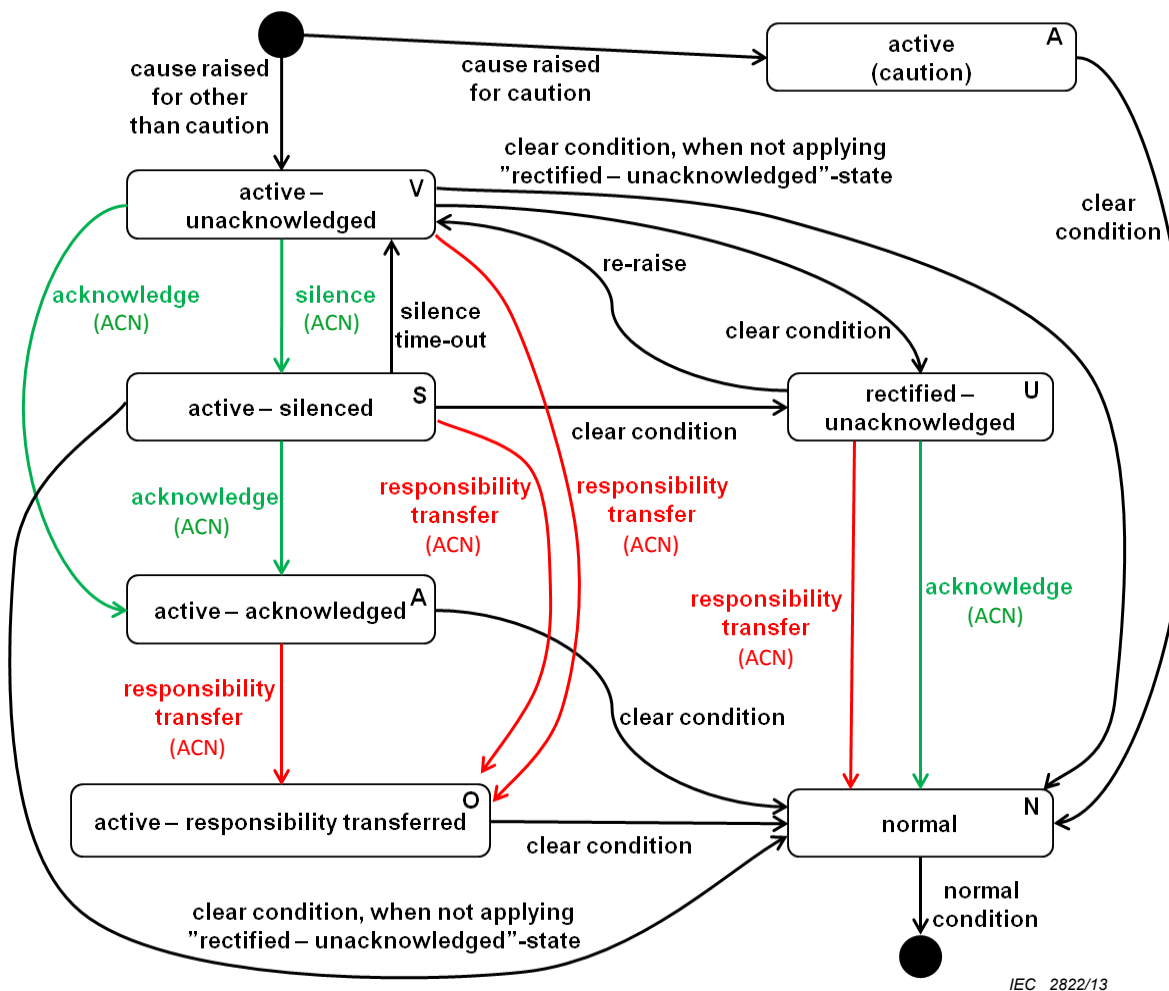 A
active
(caution)
cause raised
for other
than caution
cause raised
for caution
clear condition, when not applying
”rectified – unacknowledged”-state
V
active –
unacknowledged
clear
condition
re-raise
acknowledge
(ACN)
silence
(ACN)
silence
time-out
clear condition
S
active – silenced
U
rectified –
unacknowledged
clear condition
acknowledge
(ACN)
responsibility
transfer
(ACN)
responsibility
transfer
(ACN)
A
active – acknowledged
responsibility
transfer
(ACN)
acknowledge
(ACN)
responsibility
transfer
(ACN)
clear condition
O
active – responsibility transferred
N
normal
clear condition
clear condition, when not applying
”rectified – unacknowledged”-state
normal
condition
IEC 2822/13